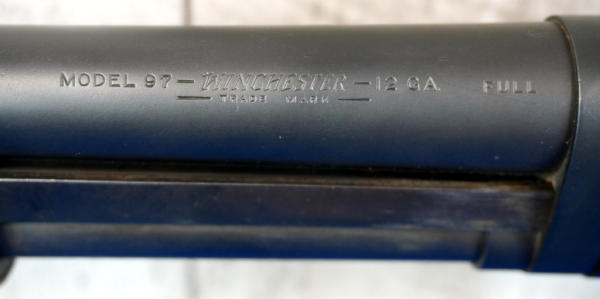 MODEL 97 - WINCHESTER - 12 GA. FULL
— TRADE MARK —